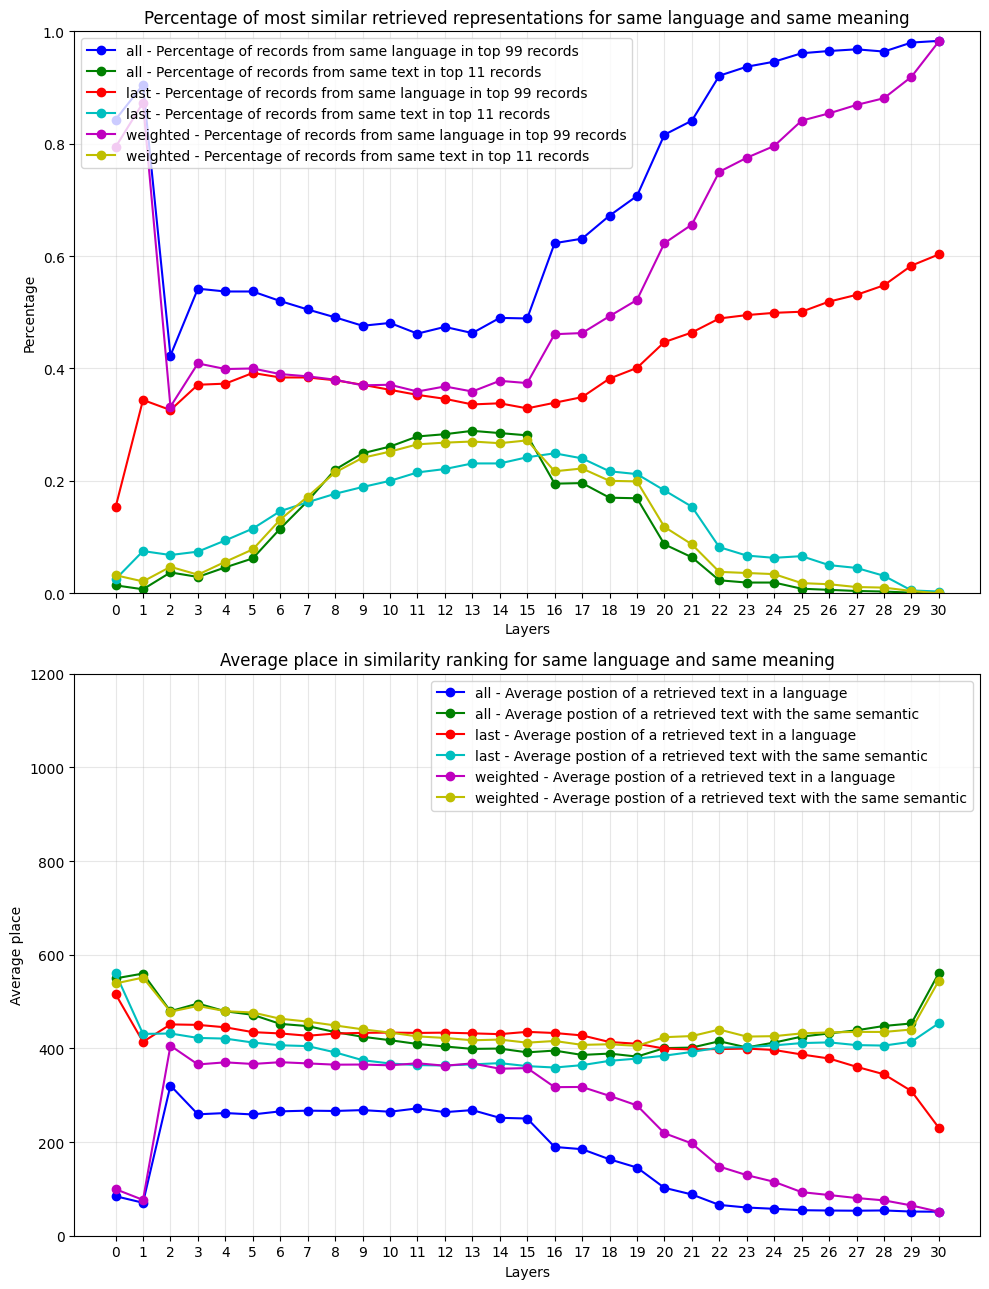 Percentage of most similar retrieved representations for same language and same meaning
1.0
0.8
0.6
0.4
0.2
0.0
Percentage
all - Percentage of records from same language in top 99 records
all - Percentage of records from same text in top 11 records
last - Percentage of records from same language in top 99 records
last - Percentage of records from same text in top 11 records
weighted - Percentage of records from same language in top 99 records
weighted - Percentage of records from same text in top 11 records
0 1 2 3 4 5 6 7 8 9 10 11 12 13 14 15 16 17 18 19 20 21 22 23 24 25 26 27 28 29 30
Layers
Average place in similarity ranking for same language and same meaning
1200
1000
800
600
400
200
0
Average place
all - Average postion of a retrieved text in a language
all - Average postion of a retrieved text with the same semantic
last - Average postion of a retrieved text in a language
last - Average postion of a retrieved text with the same semantic
weighted - Average postion of a retrieved text in a language
weighted - Average postion of a retrieved text with the same semantic
0 1 2 3 4 5 6 7 8 9 10 11 12 13 14 15 16 17 18 19 20 21 22 23 24 25 26 27 28 29 30
Layers